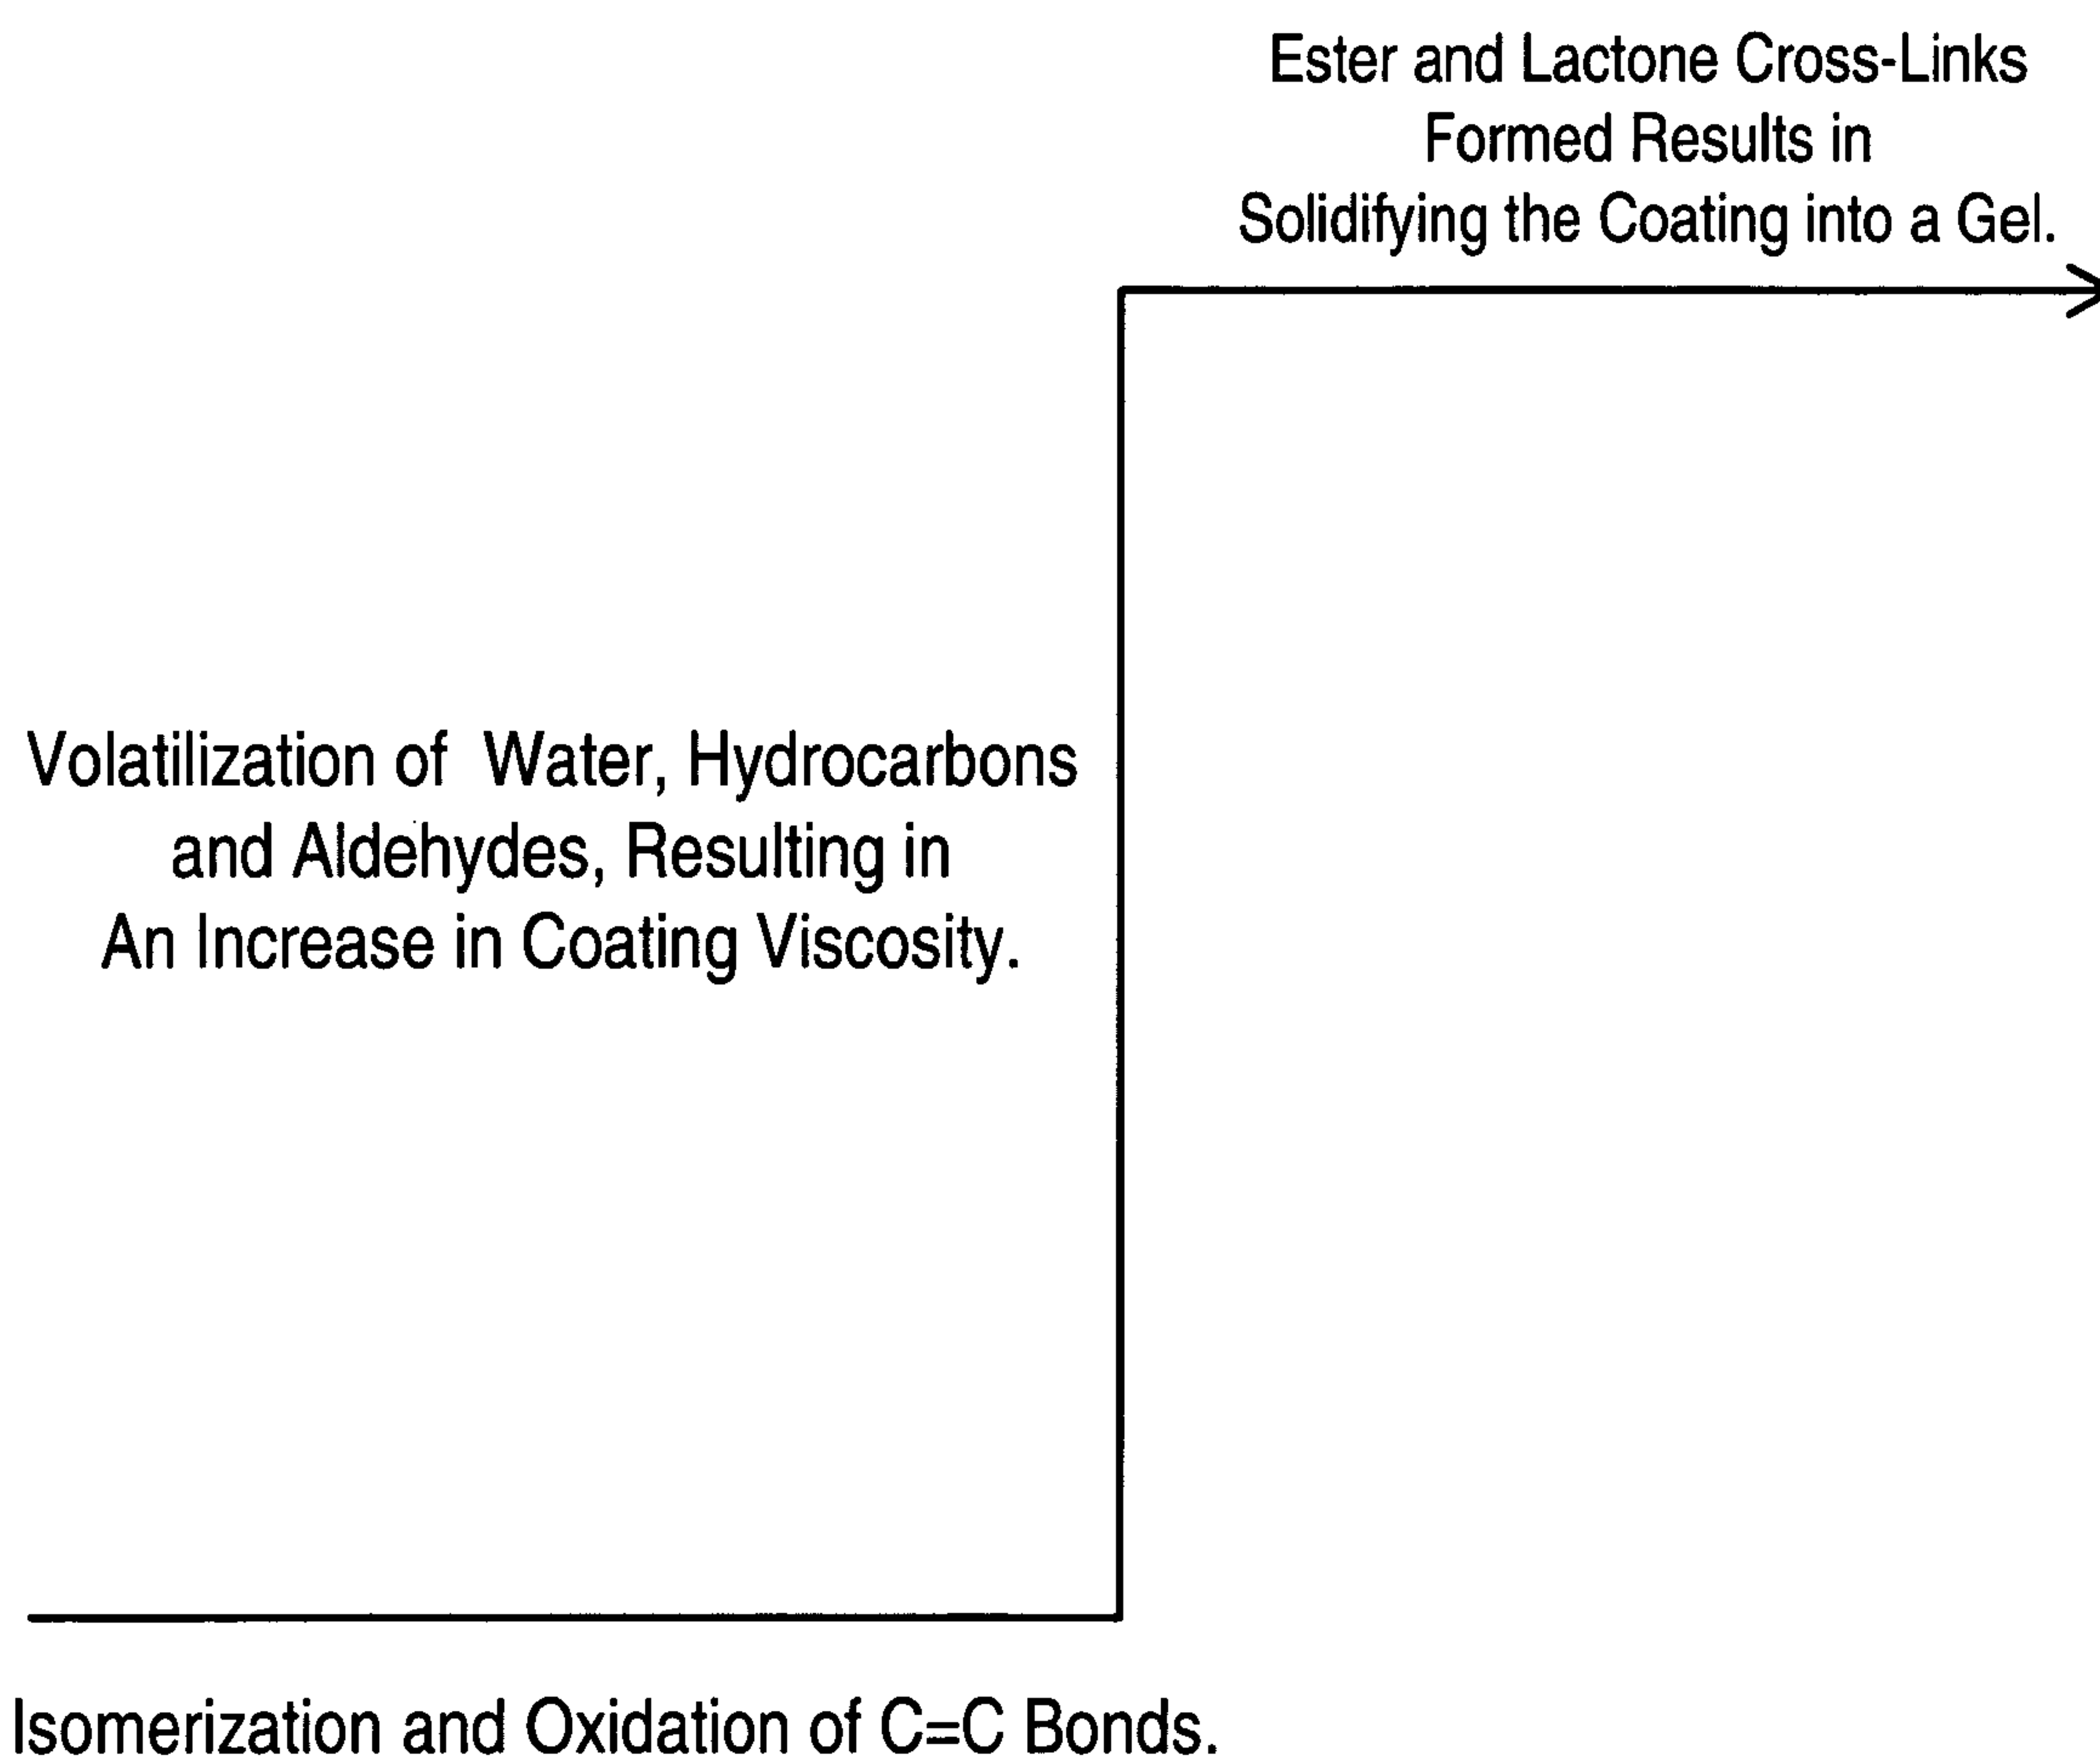 Ester and Lactone Cross-Links
Formed Results in
Solidifying the Coating into a Gel.
Volatilization of Water, Hydrocarbons
and Aldehydes, Resulting in
An Increase in Coating Viscosity.
Isomerization and Oxidation of C=C Bonds.